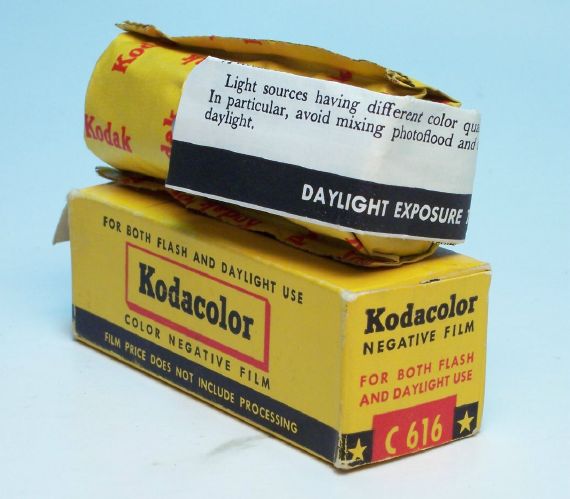 Kodak
Kodak
Light sources having different color
In particular, avoid mixing photoflood and
daylight.
DAYLIGHT EXPOSURE
FOR BOTH FLASH AND DAYLIGHT USE
Kodacolor
COLOR NEGATIVE FILM
FILM PRICE DOES NOT INCLUDE PROCESSING
Kodacolor
NEGATIVE FILM
FOR BOTH FLASH
AND DAYLIGHT USE
C 616